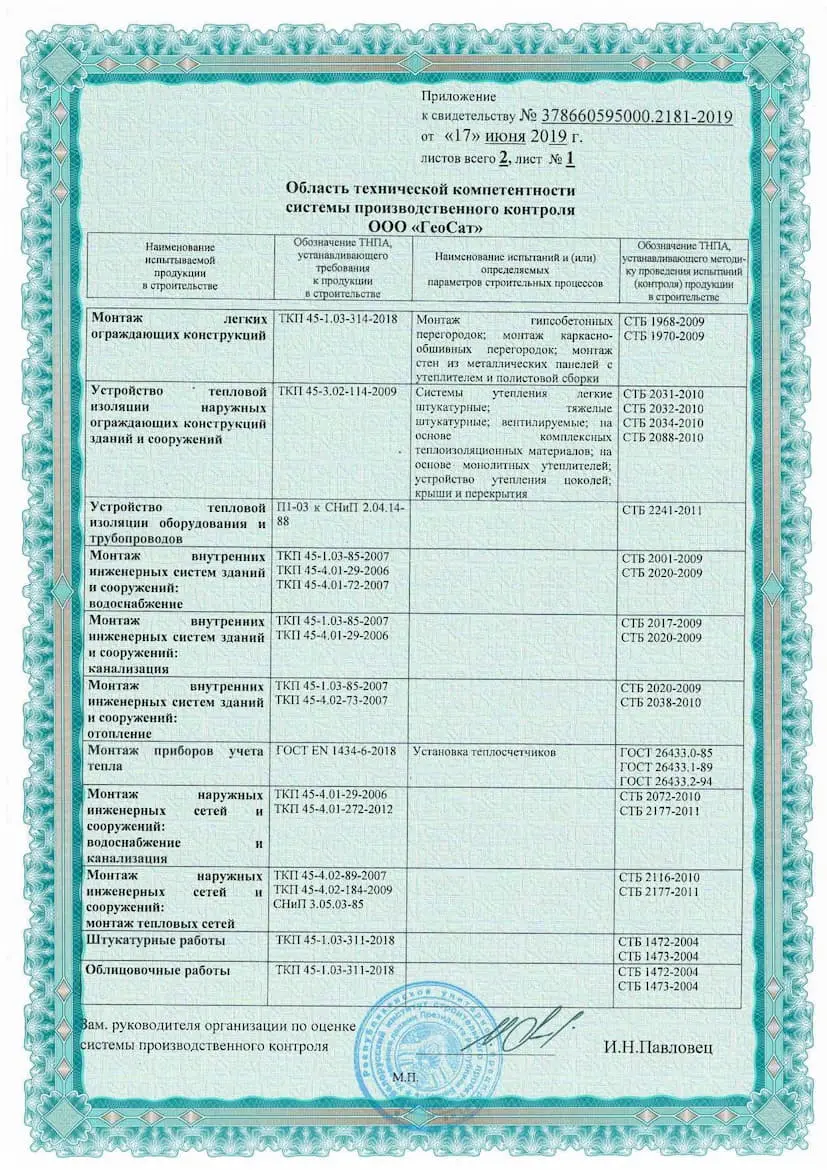 Приложение
к свидетельству № 378660595000.2181-2019
от «17» июня 2019 г.
листов всего 2, лист № 1
Область технической компетентности
системы производственного контроля
ООО «ГеоСат»
Наименование
испытываемой
продукции
в строительстве
Обозначение ТНПА,
устанавливающего
требования
к продукции
в строительстве
Наименование испытаний и (или)
определяемых
параметров строительных процессов
Обозначение ТНПА,
устанавливающего методи-
ку проведения испытаний
(контроля) продукции
в строительстве
Монтаж легких
ограждающих конструкций
ТКП 45-1.03-314-2018
Монтаж гипсобетонных
перегородок; монтаж каркасно-
обшивных перегородок; монтаж
стен из металлических панелей с
утеплителем и полистовой сборки
СТБ 1968-2009
СТБ 1970-2009
Устройство тепловой
изоляции наружных
ограждающих конструкций
зданий и сооружений
ТКП 45-3.02-114-2009
Системы утепления легкие
штукатурные; тяжелые
штукатурные; вентилируемые; на
основе комплексных
теплоизоляционных материалов; на
основе монолитных утеплителей;
устройство утепления цоколей;
крыши и перекрытия
СТБ 2031-2010
СТБ 2032-2010
СТБ 2034-2010
СТБ 2088-2010
Устройство тепловой
изоляции оборудования и
трубопроводов
П1-03 к СНиП 2.04.14-
88
СТБ 2241-2011
Монтаж внутренних
инженерных систем зданий
и сооружений:
водоснабжение
ТКП 45-1.03-85-2007
ТКП 45-4.01-29-2006
ТКП 45-4.01-72-2007
СТБ 2001-2009
СТБ 2020-2009
Монтаж внутренних
инженерных систем зданий
и сооружений:
канализация
ТКП 45-1.03-85-2007
ТКП 45-4.01-29-2006
СТБ 2017-2009
СТБ 2020-2009
Монтаж внутренних
инженерных систем зданий
и сооружений:
отопление
ТКП 45-1.03-85-2007
ТКП 45-4.02-73-2007
СТБ 2020-2009
СТБ 2038-2010
Монтаж приборов учета
тепла
ГОСТ EN 1434-6-2018
Установка теплосчетчиков
ГОСТ 26433.0-85
ГОСТ 26433.1-89
ГОСТ 26433.2-94
Монтаж наружных
инженерных сетей и
сооружений:
водоснабжение и
канализация
ТКП 45-4.01-29-2006
ТКП 45-4.01-272-2012
СТБ 2072-2010
СТБ 2177-2011
Монтаж наружных
инженерных сетей и
сооружений:
монтаж тепловых сетей
ТКП 45-4.02-89-2007
ТКП 45-4.02-184-2009
СНиП 3.05.03-85
СТБ 2116-2010
СТБ 2177-2011
Штукатурные работы
ТКП 45-1.03-311-2018
СТБ 1472-2004
СТБ 1473-2004
Облицовочные работы
ТКП 45-1.03-311-2018
СТБ 1472-2004
СТБ 1473-2004
Зам. руководителя организации по оценке
системы производственного контроля
И.Н.Павловец
М.П.